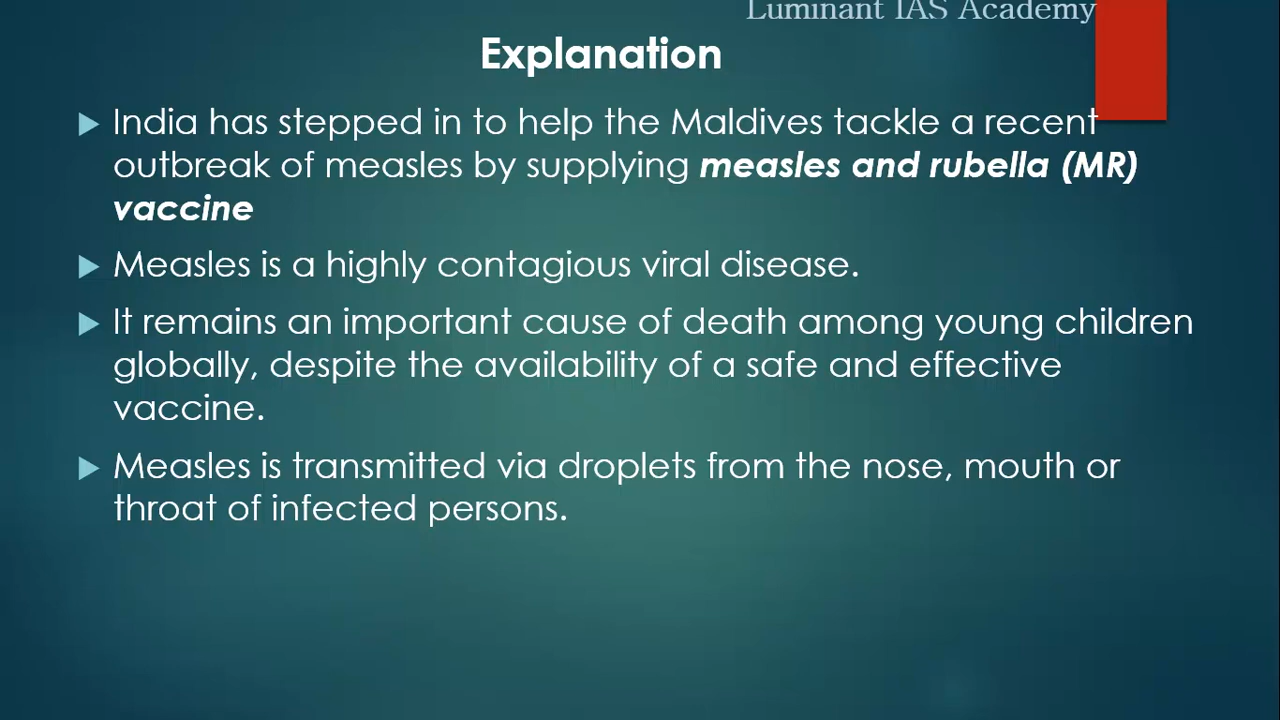 Luminant IAS Academy
Explanation
India has stepped in to help the Maldives tackle a recent
outbreak of measles by supplying measles and rubella (MR)
vaccine
Measles is a highly contagious viral disease.
It remains an important cause of death among young children
globally, despite the availability of a safe and effective
vaccine.
Measles is transmitted via droplets from the nose, mouth or
throat of infected persons.